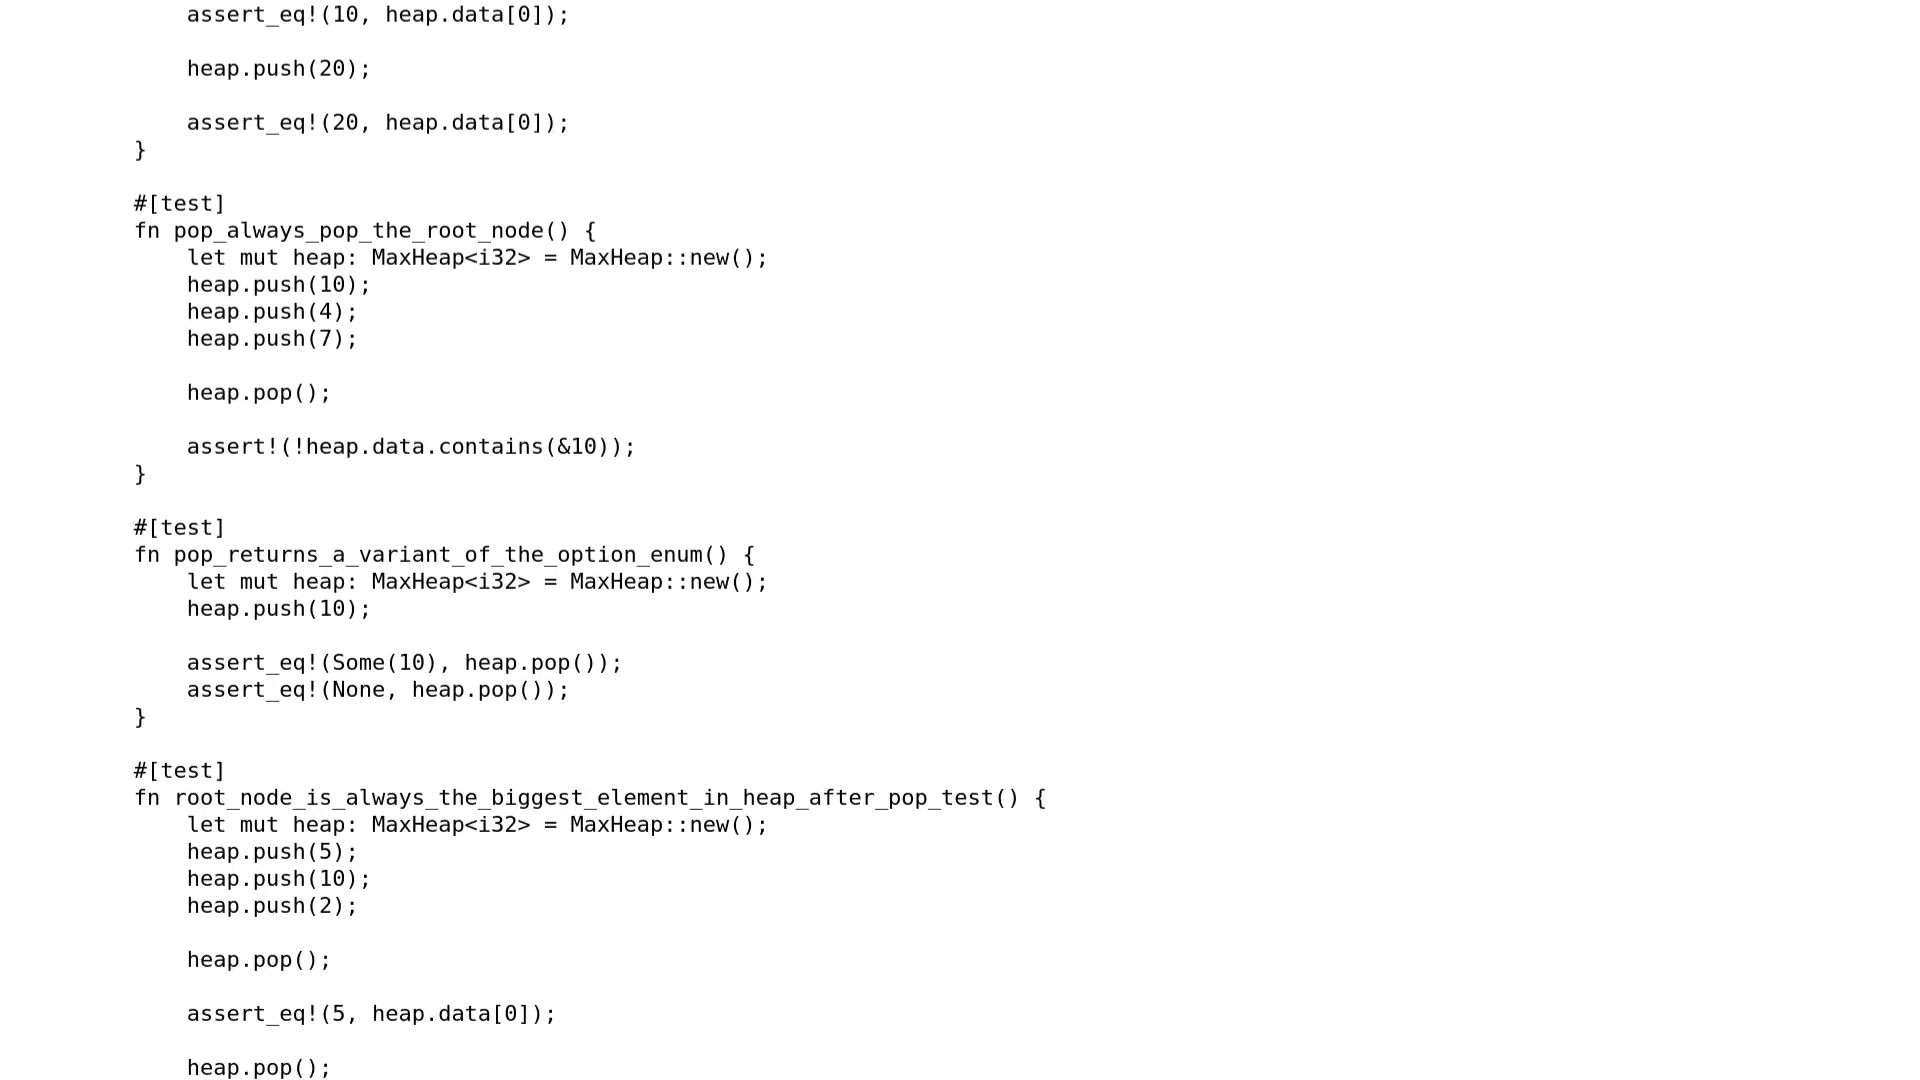 assert_eq!(10, heap.data[0]);

        heap.push(20);

        assert_eq!(20, heap.data[0]);
    }

    #[test]
    fn pop_always_pop_the_root_node() {
        let mut heap: MaxHeap<i32> = MaxHeap::new();
        heap.push(10);
        heap.push(4);
        heap.push(7);

        heap.pop();

        assert!(!heap.data.contains(&10));
    }

    #[test]
    fn pop_returns_a_variant_of_the_option_enum() {
        let mut heap: MaxHeap<i32> = MaxHeap::new();
        heap.push(10);

        assert_eq!(Some(10), heap.pop());
        assert_eq!(None, heap.pop());
    }

    #[test]
    fn root_node_is_always_the_biggest_element_in_heap_after_pop_test() {
        let mut heap: MaxHeap<i32> = MaxHeap::new();
        heap.push(5);
        heap.push(10);
        heap.push(2);

        heap.pop();

        assert_eq!(5, heap.data[0]);

        heap.pop();